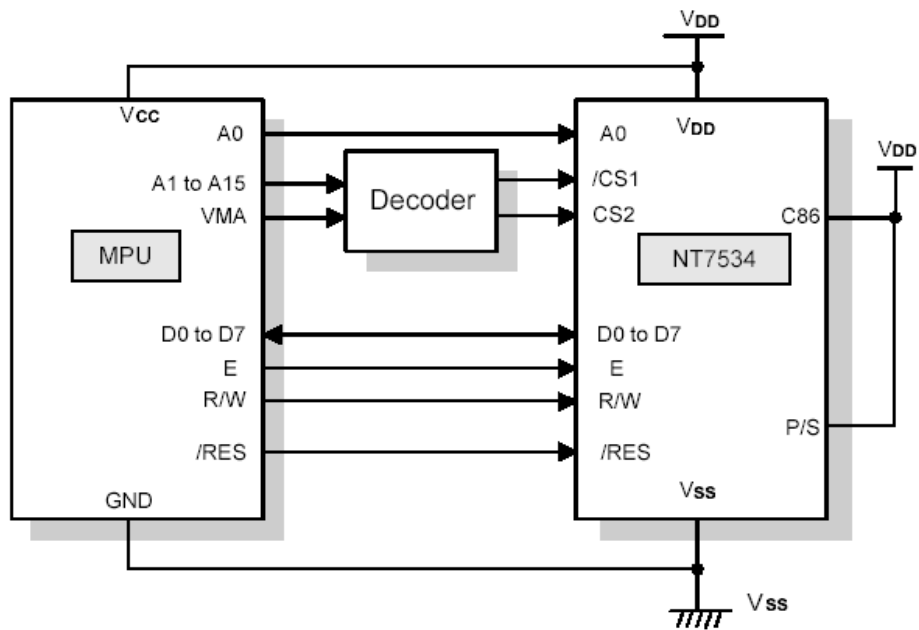 VDD
VCC
VDD
A0
A0
VDD
A1 to A15
Decoder
/CS1
VMA
CS2
C86
MPU
NT7534
D0 to D7
D0 to D7
E
E
R/W
R/W
P/S
/RES
/RES
GND
VSS
VSS